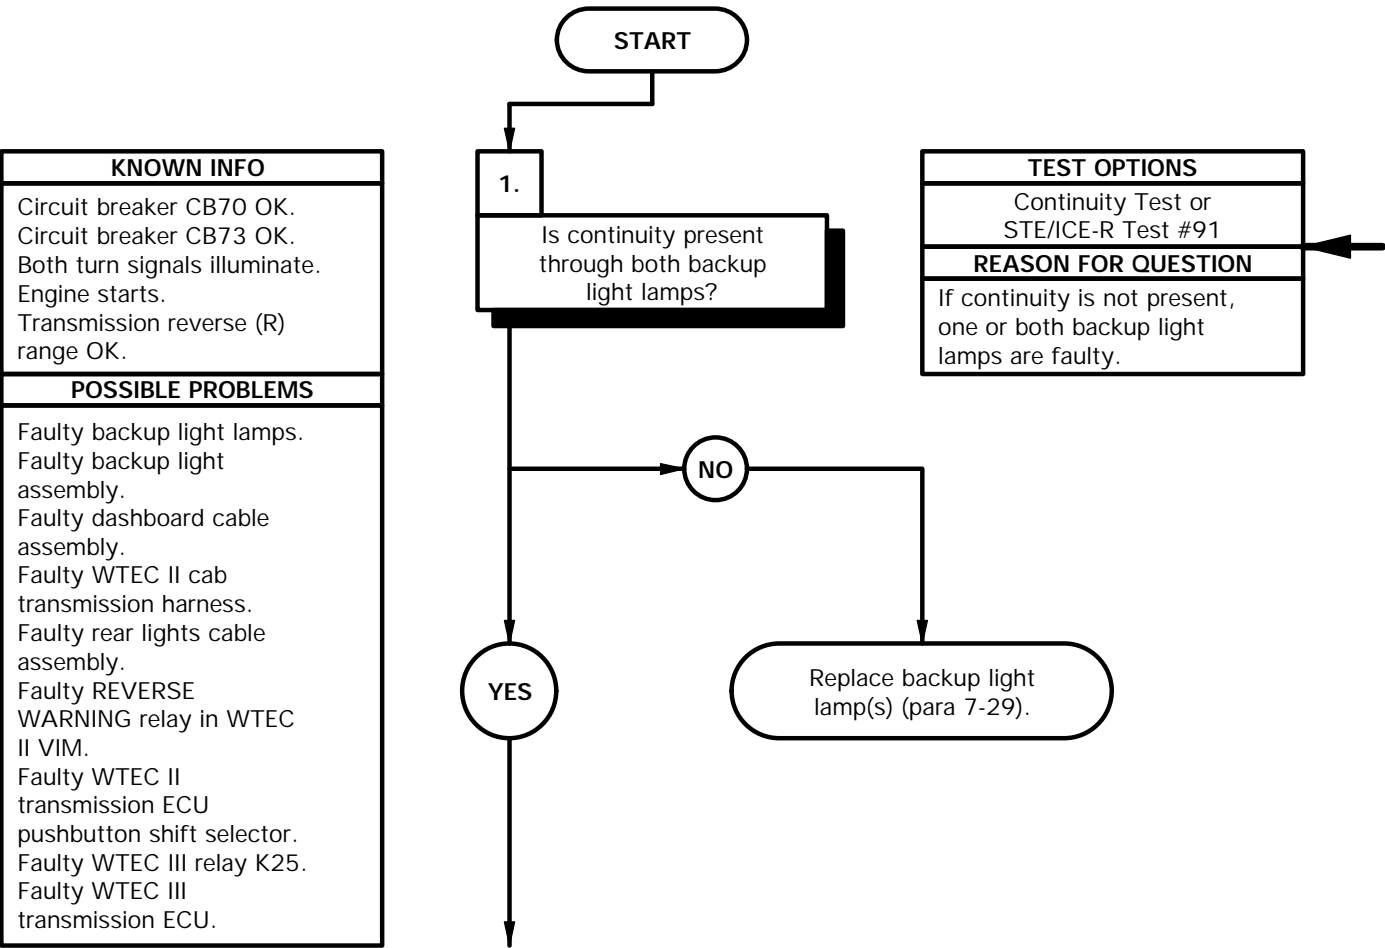 START
KNOWN INFO
Circuit breaker CB70 OK.
Circuit breaker CB73 OK.
Both turn signals illuminate.
Engine starts.
Transmission reverse (R)
range OK.
POSSIBLE PROBLEMS
Faulty backup light lamps.
Faulty backup light
assembly.
Faulty dashboard cable
assembly.
Faulty WTEC II cab
transmission harness.
Faulty rear lights cable
assembly.
Faulty REVERSE
WARNING relay in WTEC
II VIM.
Faulty WTEC II
transmission ECU
pushbutton shift selector.
Faulty WTEC III relay K25.
Faulty WTEC III
transmission ECU.
1.
Is continuity present
through both backup
light lamps?
TEST OPTIONS
Continuity Test or
STE/ICE-R Test #91
REASON FOR QUESTION
If continuity is not present,
one or both backup light
lamps are faulty.
NO
YES
Replace backup light
lamp(s) (para 7-29).